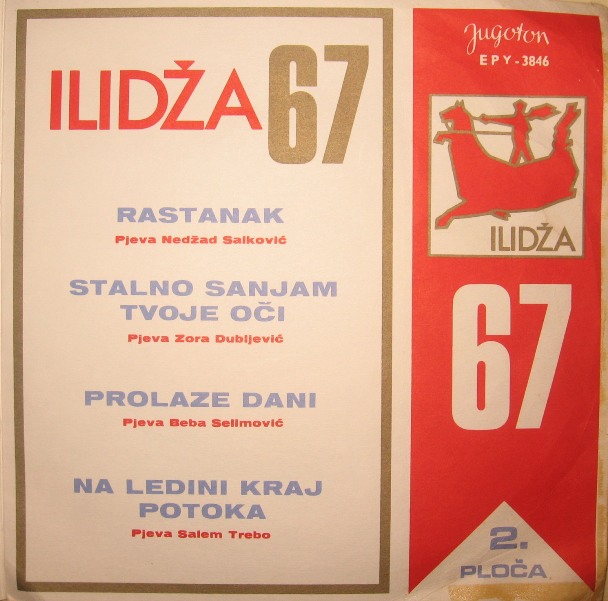 ILIDŽA 67
RASTANAK
Pjeva Nedžad Salković
STALNO SANJAM
TVOJE OČI
Pjeva Zora Dubljević
PROLAZE DANI
Pjeva Beba Selimović
NA LEDINI KRAJ
POTOKA
Pjeva Salem Trebo
Jugoton
EPY-3846
ILIDŽA
67
2.
PLOČA